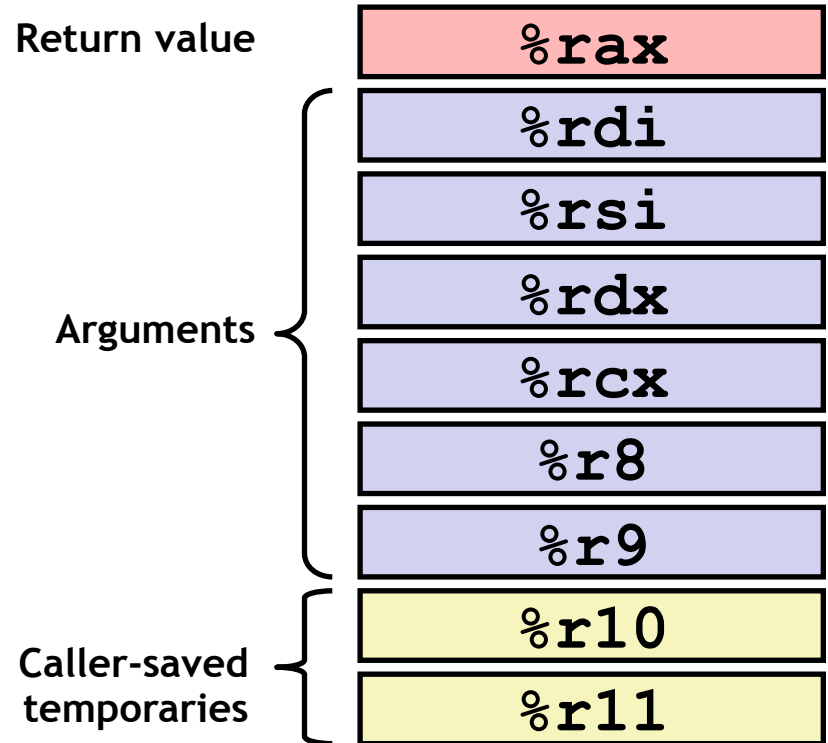 Return value
%rax
%rdi
%rsi
%rdx
Arguments
%rcx
%r8
%r9
%r10
Caller-saved
temporaries
%r11